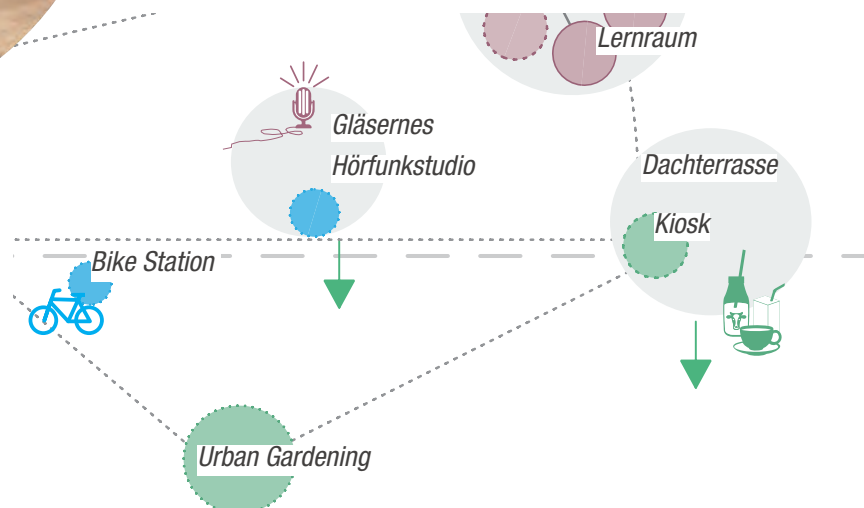 Lernraum
Gläsernes
Hörfunkstudio
Dachterrasse
Kiosk
Bike Station
Urban Gardening